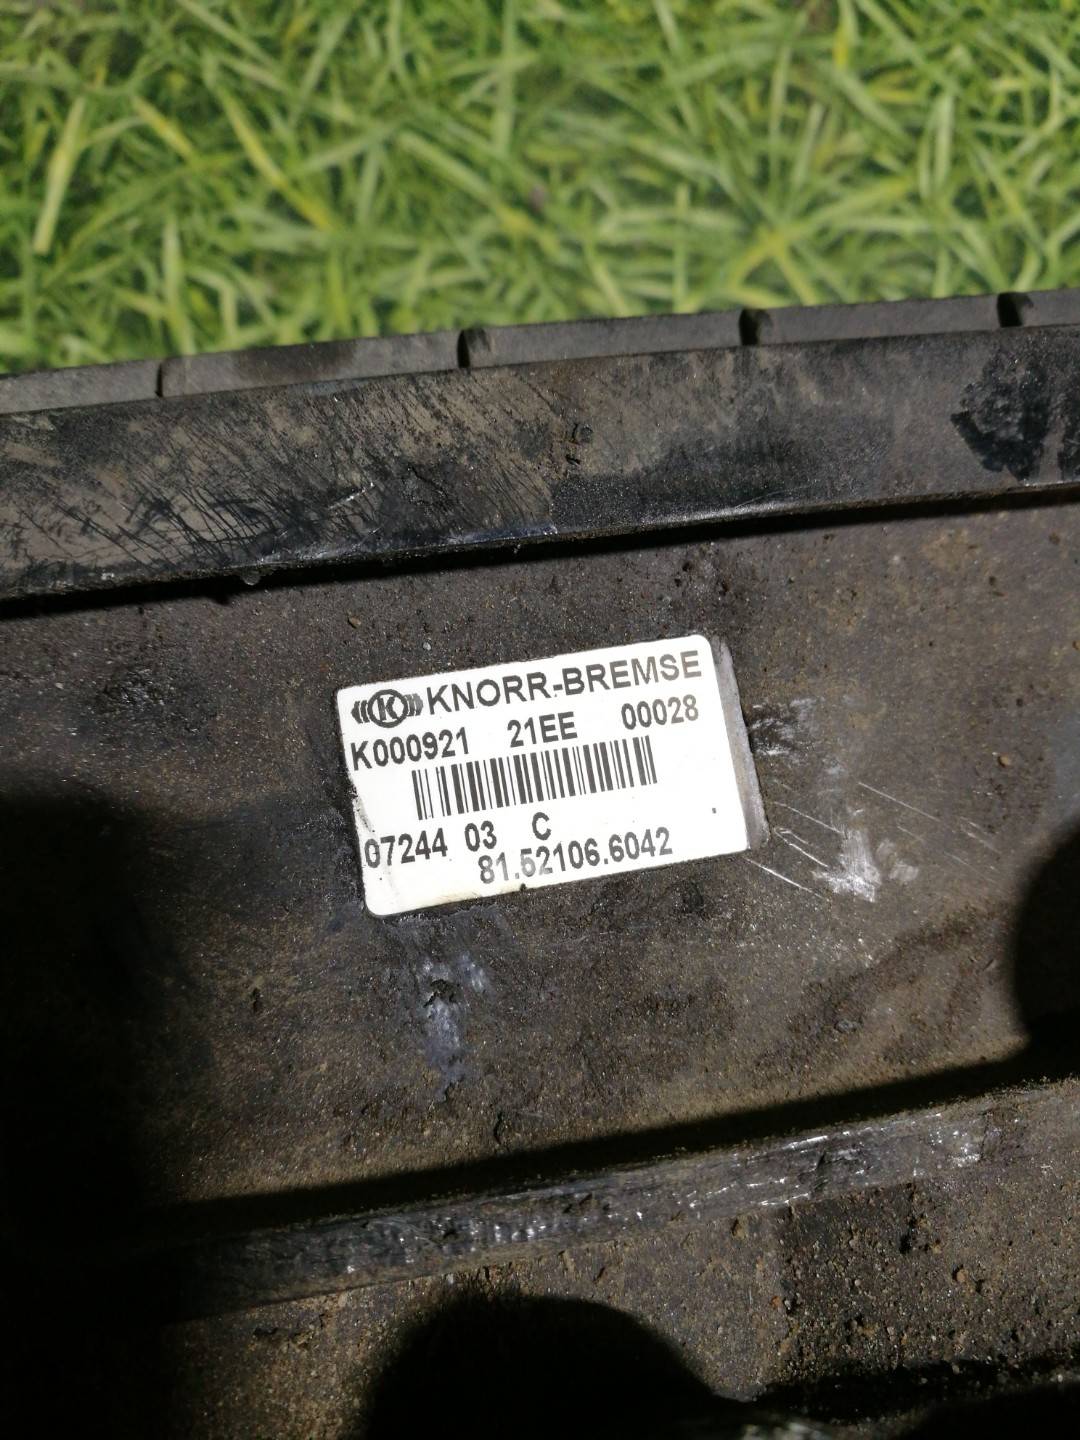 K KNORR-BREMSE
K000921 21EE 00028
07244 03 C
81.52106.6042